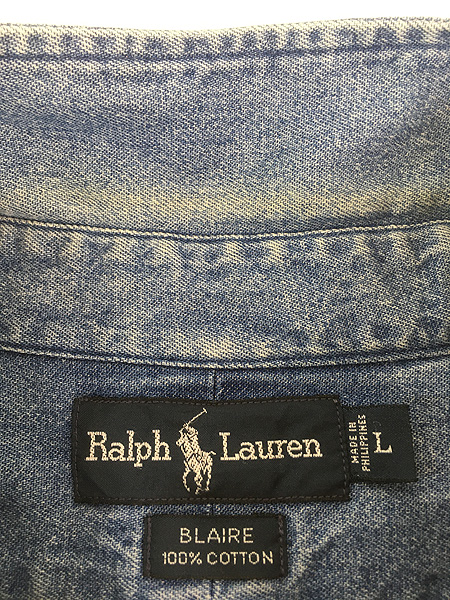 Ralph Lauren
MADE IN
PHILIPPINES
L
BLAIRE
100% COTTON